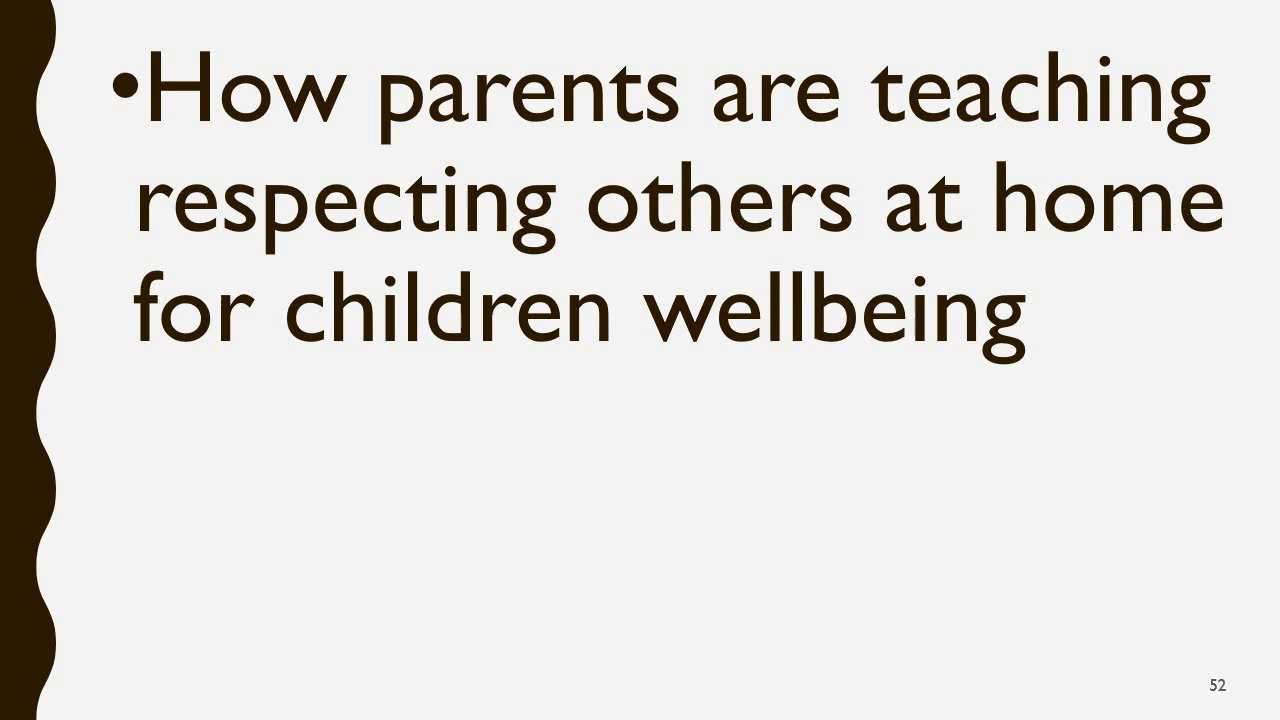 •How parents are teaching
respecting others at home
for children wellbeing
52